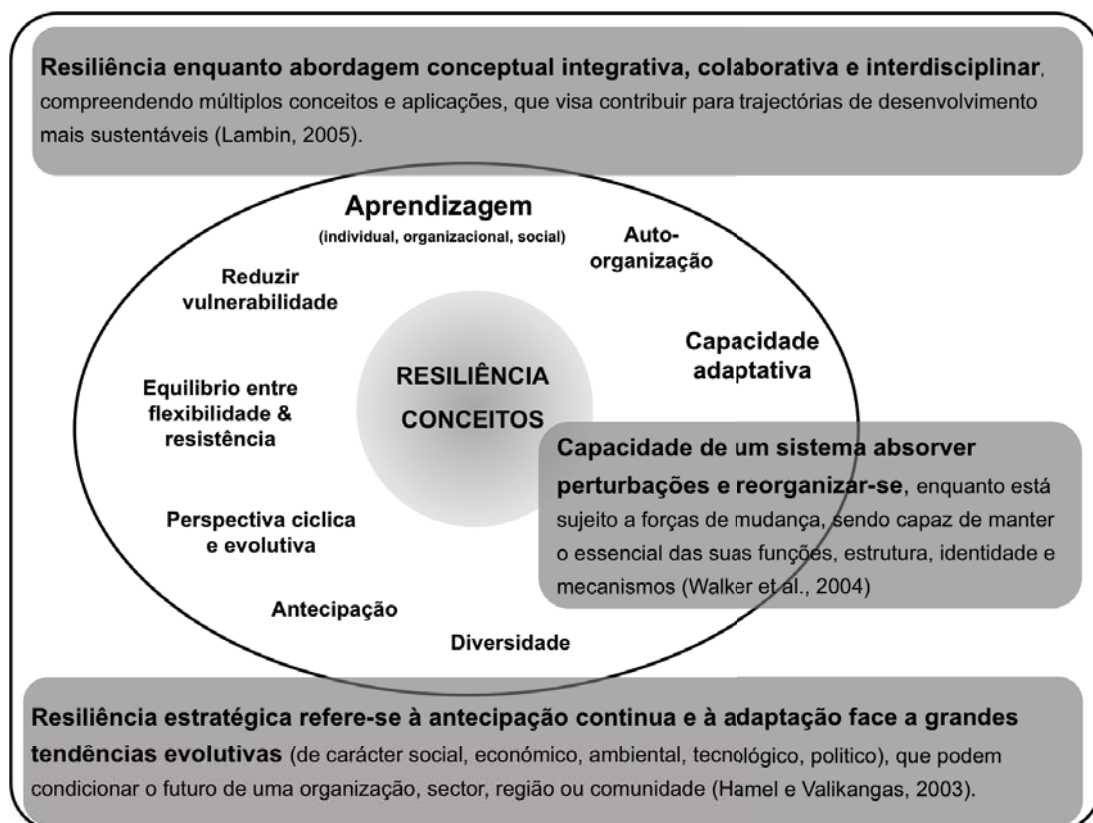 Resiliência enquanto abordagem conceptual integrativa, colaborativa e interdisciplinar,
compreendendo múltiplos conceitos e aplicações, que visa contribuir para trajectórias de desenvolvimento
mais sustentáveis (Lambin, 2005).
Aprendizagem
(individual, organizacional, social)
Auto-
organização
Reduzir
vulnerabilidade
Capacidade
adaptativa
RESILIÊNCIA
CONCEITOS
Equilibrio entre
flexibilidade &
resistência
Capacidade de um sistema absorver
perturbações e reorganizar-se, enquanto está
sujeito a forças de mudança, sendo capaz de manter
o essencial das suas funções, estrutura, identidade e
mecanismos (Walker et al., 2004)
Perspectiva ciclica
e evolutiva
Antecipação
Diversidade
Resiliência estratégica refere-se à antecipação continua e à adaptação face a grandes
tendências evolutivas (de carácter social, económico, ambiental, tecnológico, politico), que podem
condicionar o futuro de uma organização, sector, região ou comunidade (Hamel e Valikangas, 2003).